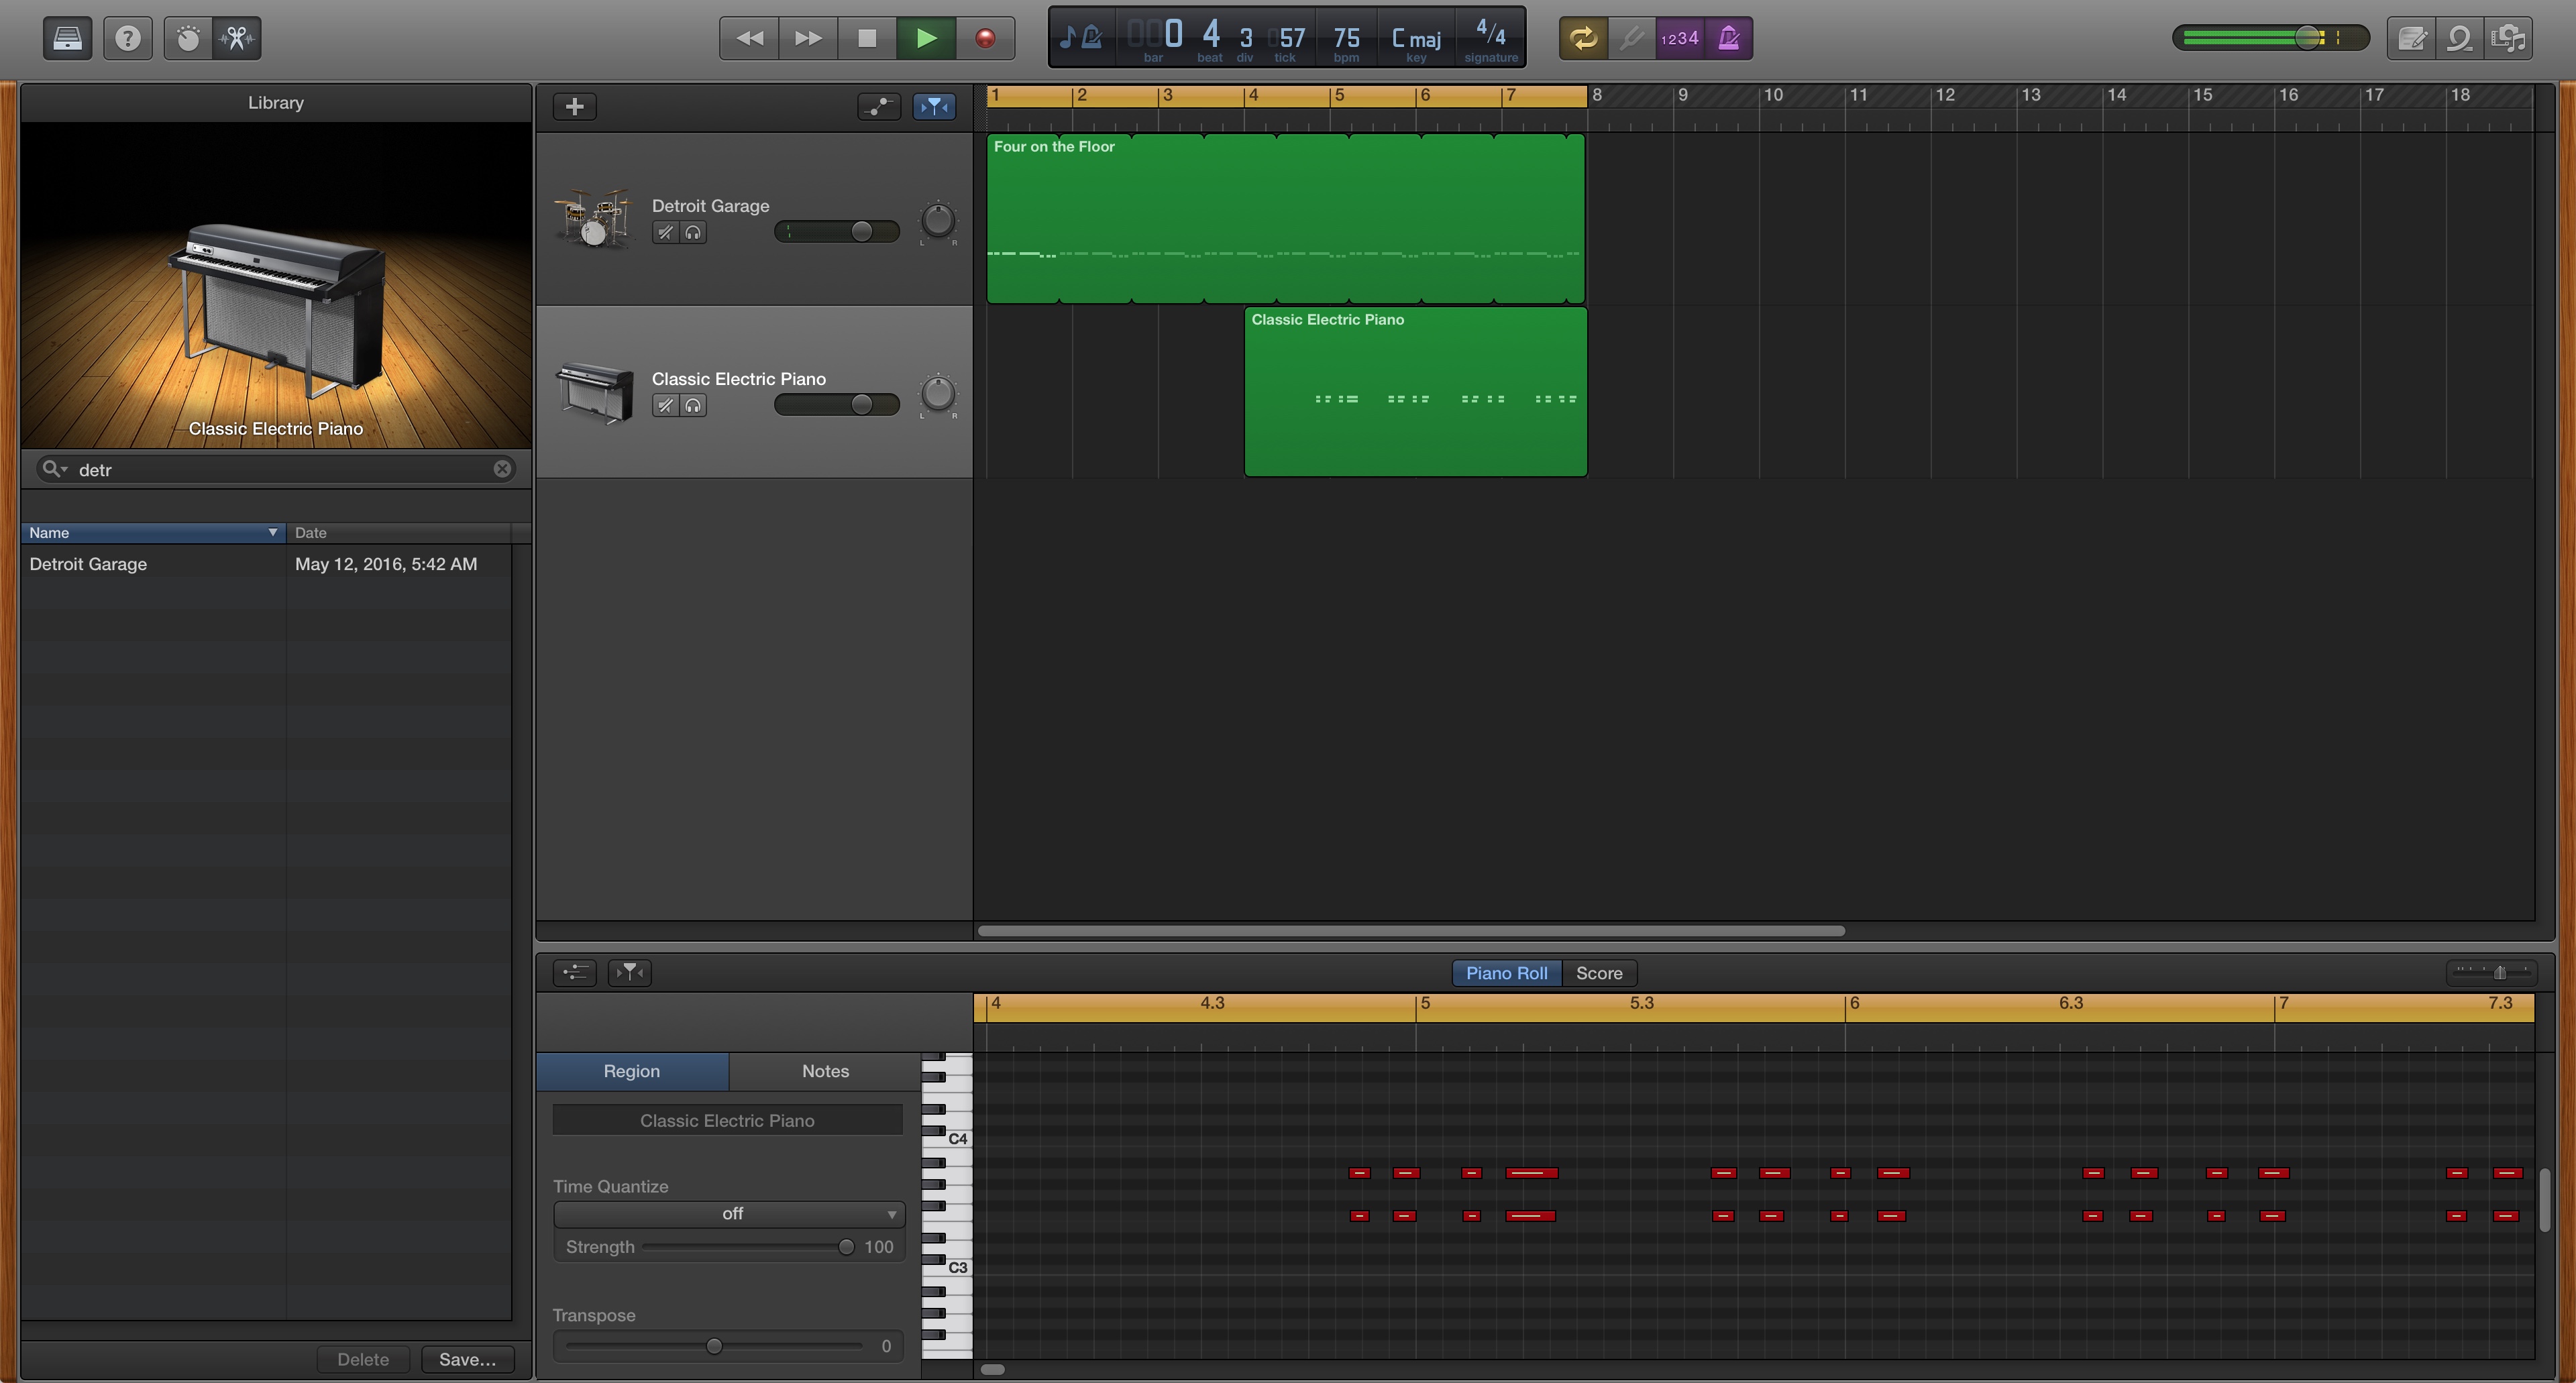 ?
0 4 3 57 75 C maj 4/4
bar beat div tick bpm key signature
1234
Library
Classic Electric Piano
detr
Name Date
Detroit Garage May 12, 2016, 5:42 AM
Delete Save...
1 2 3 4 5 6 7 8 9 10 11 12 13 14 15 16 17 18
Detroit Garage
L R
Four on the Floor
Classic Electric Piano
L R
Classic Electric Piano
Piano Roll Score
4 4.3 5 5.3 6 6.3 7 7.3
Region Notes
Classic Electric Piano
Time Quantize
off
Strength 100
Transpose
0
C4
C3